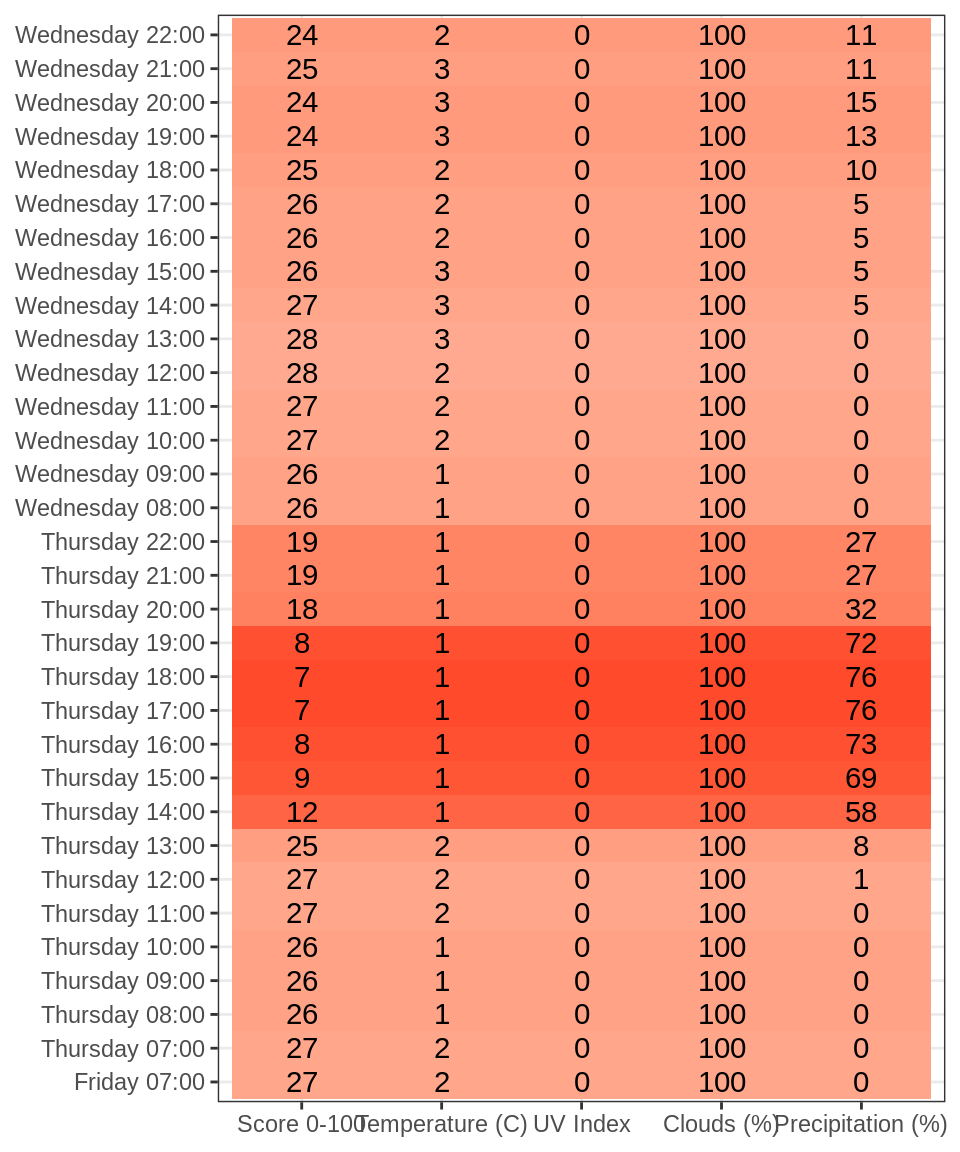 Wednesday 22:00 24 2 0 100 11
Wednesday 21:00 25 3 0 100 11
Wednesday 20:00 24 3 0 100 15
Wednesday 19:00 24 3 0 100 13
Wednesday 18:00 25 2 0 100 10
Wednesday 17:00 26 2 0 100 5
Wednesday 16:00 26 2 0 100 5
Wednesday 15:00 26 3 0 100 5
Wednesday 14:00 27 3 0 100 5
Wednesday 13:00 28 3 0 100 0
Wednesday 12:00 28 2 0 100 0
Wednesday 11:00 27 2 0 100 0
Wednesday 10:00 27 2 0 100 0
Wednesday 09:00 26 1 0 100 0
Wednesday 08:00 26 1 0 100 0
Thursday 22:00 19 1 0 100 27
Thursday 21:00 19 1 0 100 27
Thursday 20:00 18 1 0 100 32
Thursday 19:00 8 1 0 100 72
Thursday 18:00 7 1 0 100 76
Thursday 17:00 7 1 0 100 76
Thursday 16:00 8 1 0 100 73
Thursday 15:00 9 1 0 100 69
Thursday 14:00 12 1 0 100 58
Thursday 13:00 25 2 0 100 8
Thursday 12:00 27 2 0 100 1
Thursday 11:00 27 2 0 100 0
Thursday 10:00 26 1 0 100 0
Thursday 09:00 26 1 0 100 0
Thursday 08:00 26 1 0 100 0
Thursday 07:00 27 2 0 100 0
Friday 07:00 27 2 0 100 0
Score 0-100 Temperature (C) UV Index Clouds (%) Precipitation (%)